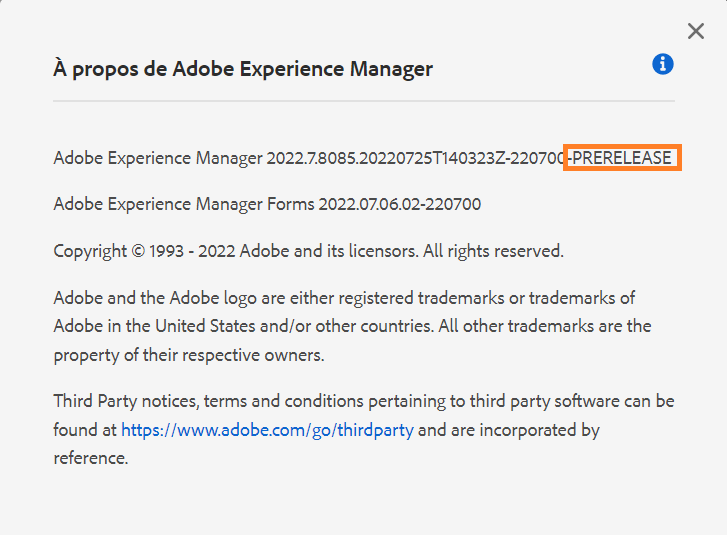 À propos de Adobe Experience Manager
Adobe Experience Manager 2022.7.8085.20220725T140323Z-220700-PRERELEASE
Adobe Experience Manager Forms 2022.07.06.02-220700
Copyright © 1993 - 2022 Adobe and its licensors. All rights reserved.
Adobe and the Adobe logo are either registered trademarks or trademarks of
Adobe in the United States and/or other countries. All other trademarks are the
property of their respective owners.
Third Party notices, terms and conditions pertaining to third party software can be
found at https://www.adobe.com/go/thirdparty and are incorporated by
reference.